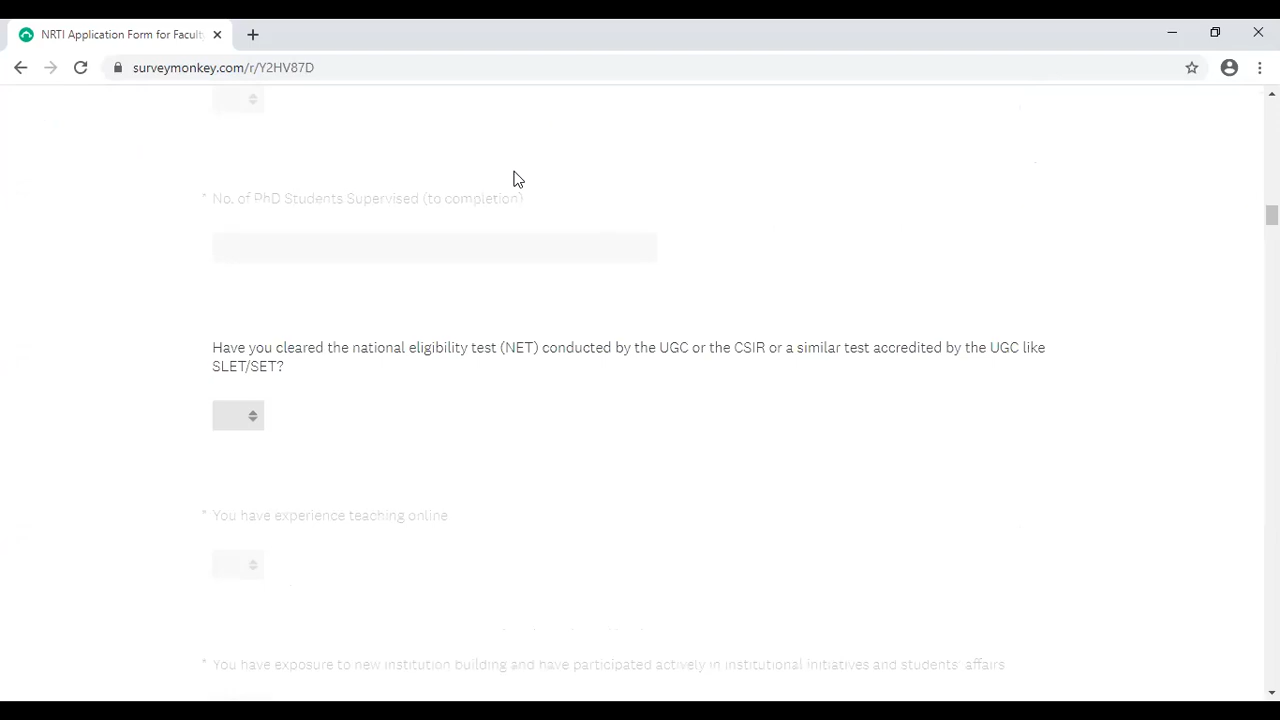 NRTI Application Form for Facult
surveymonkey.com/r/Y2HV87D
* No. of PhD Students Supervised (to completion)
Have you cleared the national eligibility test (NET) conducted by the UGC or the CSIR or a similar test accredited by the UGC like
SLET/SET?
* You have experience teaching online
* You have exposure to new institution building and have participated actively in institutional initiatives and students' affairs